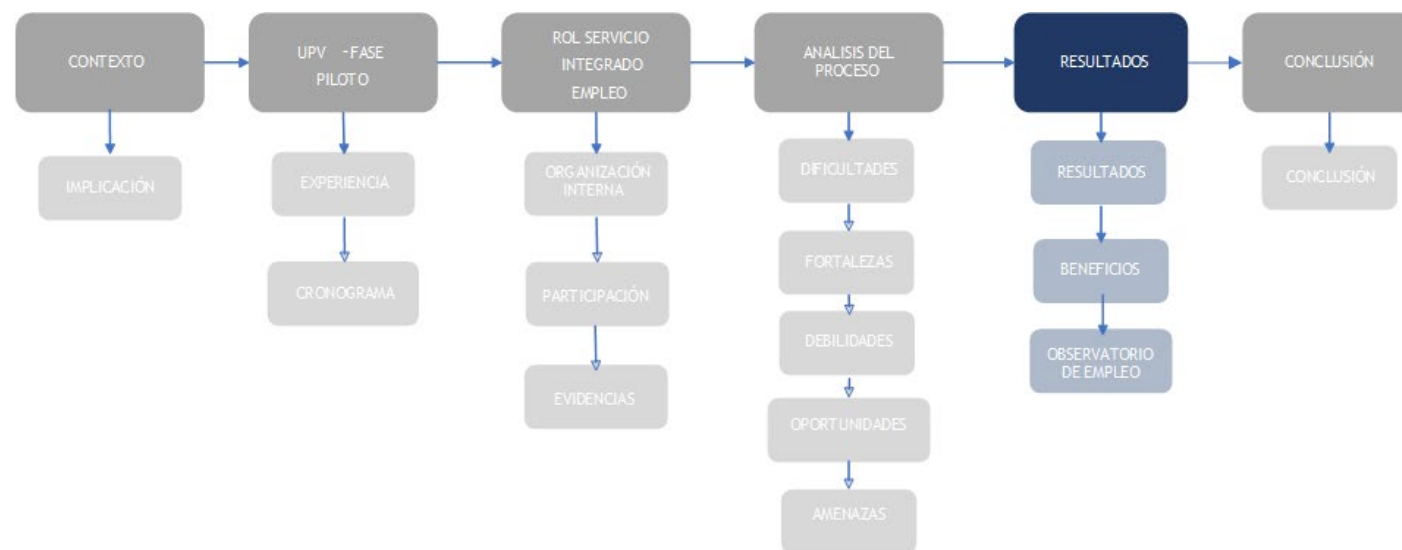 CONTEXTO
UPV - FASE
PILOTO
ROL SERVICIO
INTEGRADO
EMPLEO
ANALISIS DEL
PROCESO
RESULTADOS
CONCLUSIÓN
IMPLICACIÓN
EXPERIENCIA
CRONOGRAMA
ORGANIZACIÓN
INTERNA
PARTICIPACIÓN
EVIDENCIAS
DIFICULTADES
FORTALEZAS
DEBILIDADES
OPORTUNIDADES
AMENAZAS
RESULTADOS
BENEFICIOS
OBSERVATORIO
DE EMPLEO
CONCLUSIÓN